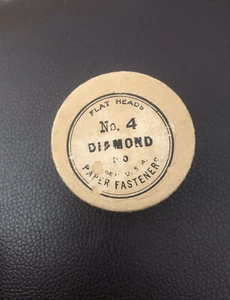 FLAT HEADS
No. 4
DIAMOND
U.S.A.
PAPER FASTENERS